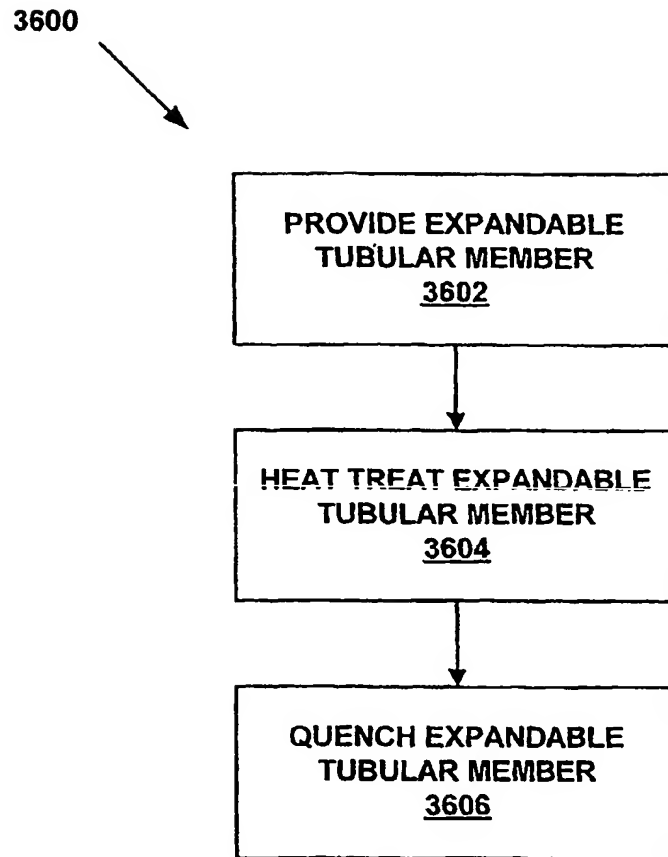 3600
PROVIDE EXPANDABLE
TUBULAR MEMBER
3602
HEAT TREAT EXPANDABLE
TUBULAR MEMBER
3604
QUENCH EXPANDABLE
TUBULAR MEMBER
3606